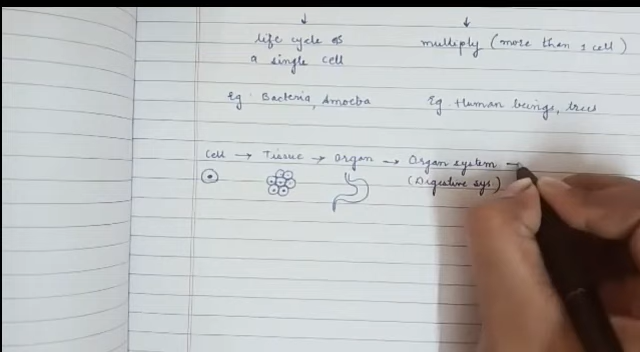 ↓ ↓
life cycle of multiply (more than 1 cell)
a single cell
Eg. Bacteria, Amoeba Eg. Human beings, trees
Cell → Tissue → Organ → Organ system →
(Digestive sys.)